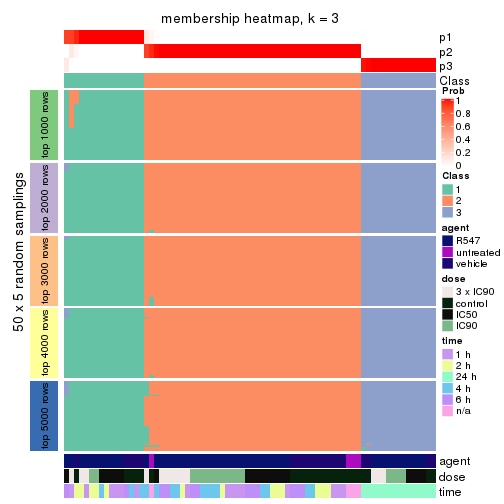 membership heatmap, k = 3
p1
p2
p3
Class
50 x 5 random samplings
top 1000 rows
top 2000 rows
top 3000 rows
top 4000 rows
top 5000 rows
agent
dose
time
Prob
1
0.8
0.6
0.4
0.2
0
Class
1
2
3
agent
R547
untreated
vehicle
dose
3 x IC90
control
IC50
IC90
time
1 h
2 h
24 h
4 h
6 h
n/a